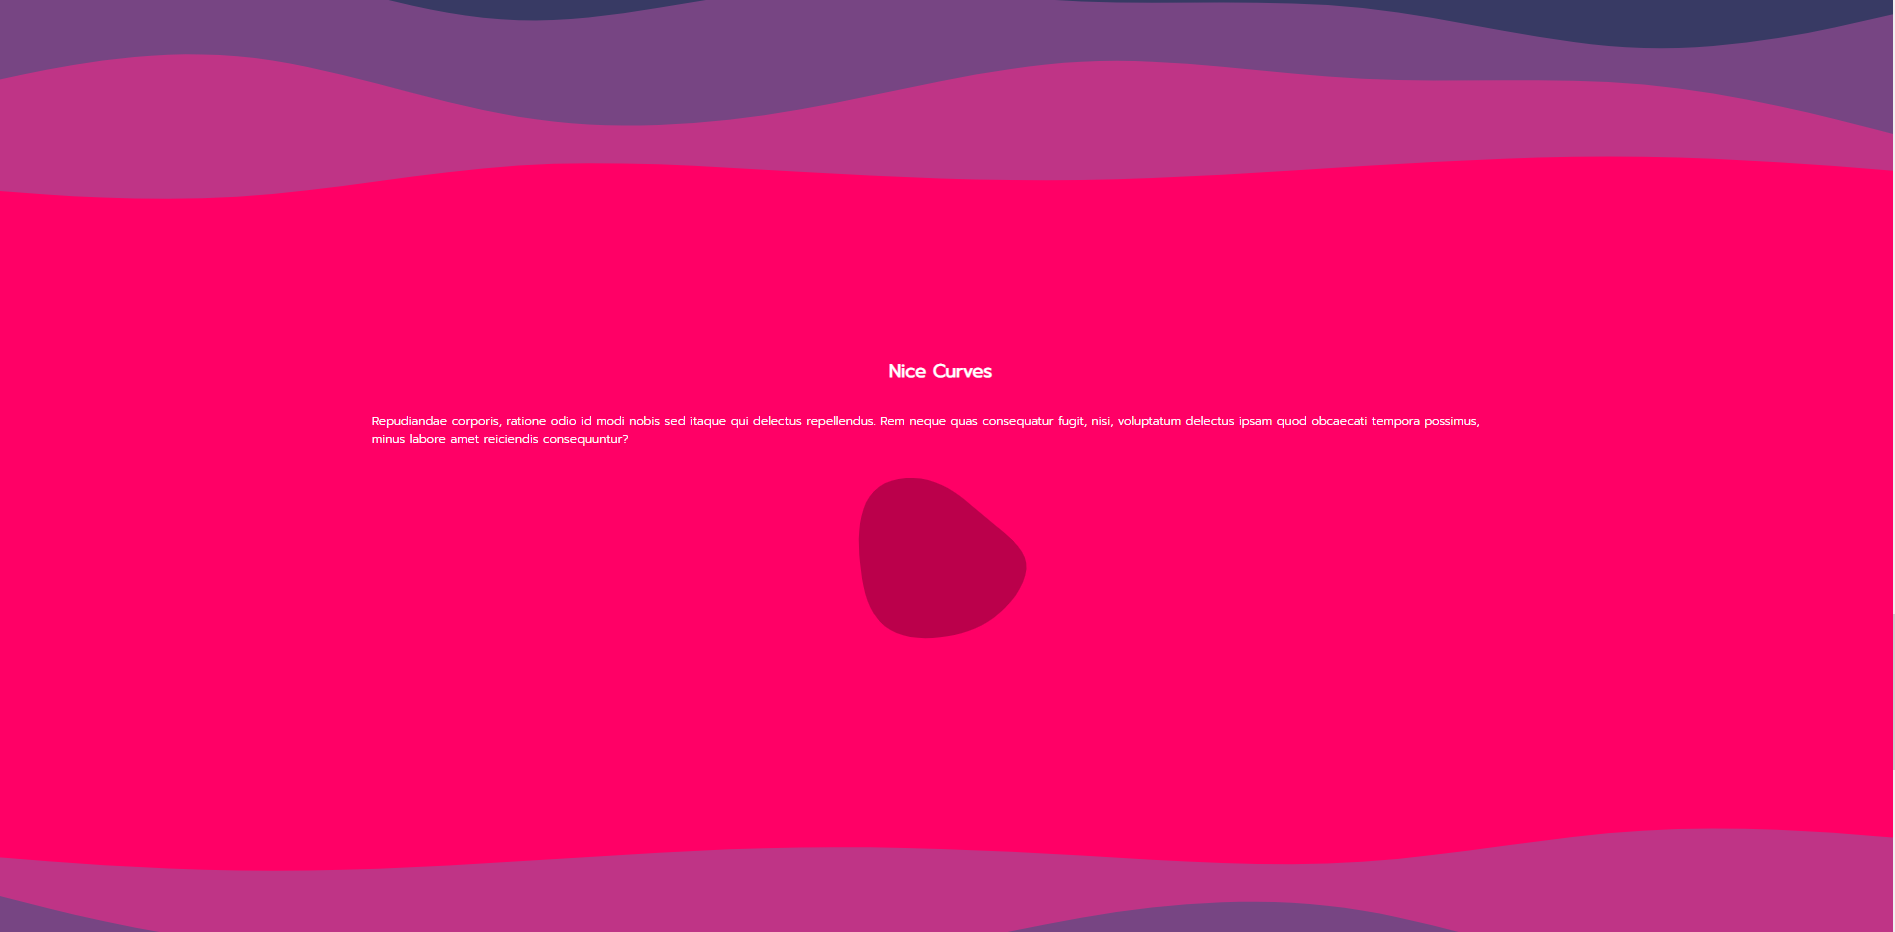 Nice Curves
Repudiandae corporis, ratione odio id modi nobis sed itaque qui delectus repellendus. Rem neque quas consequatur fugit, nisi, voluptatum delectus ipsam quod obcaecati tempora possimus,
minus labore amet reiciendis consequuntur?